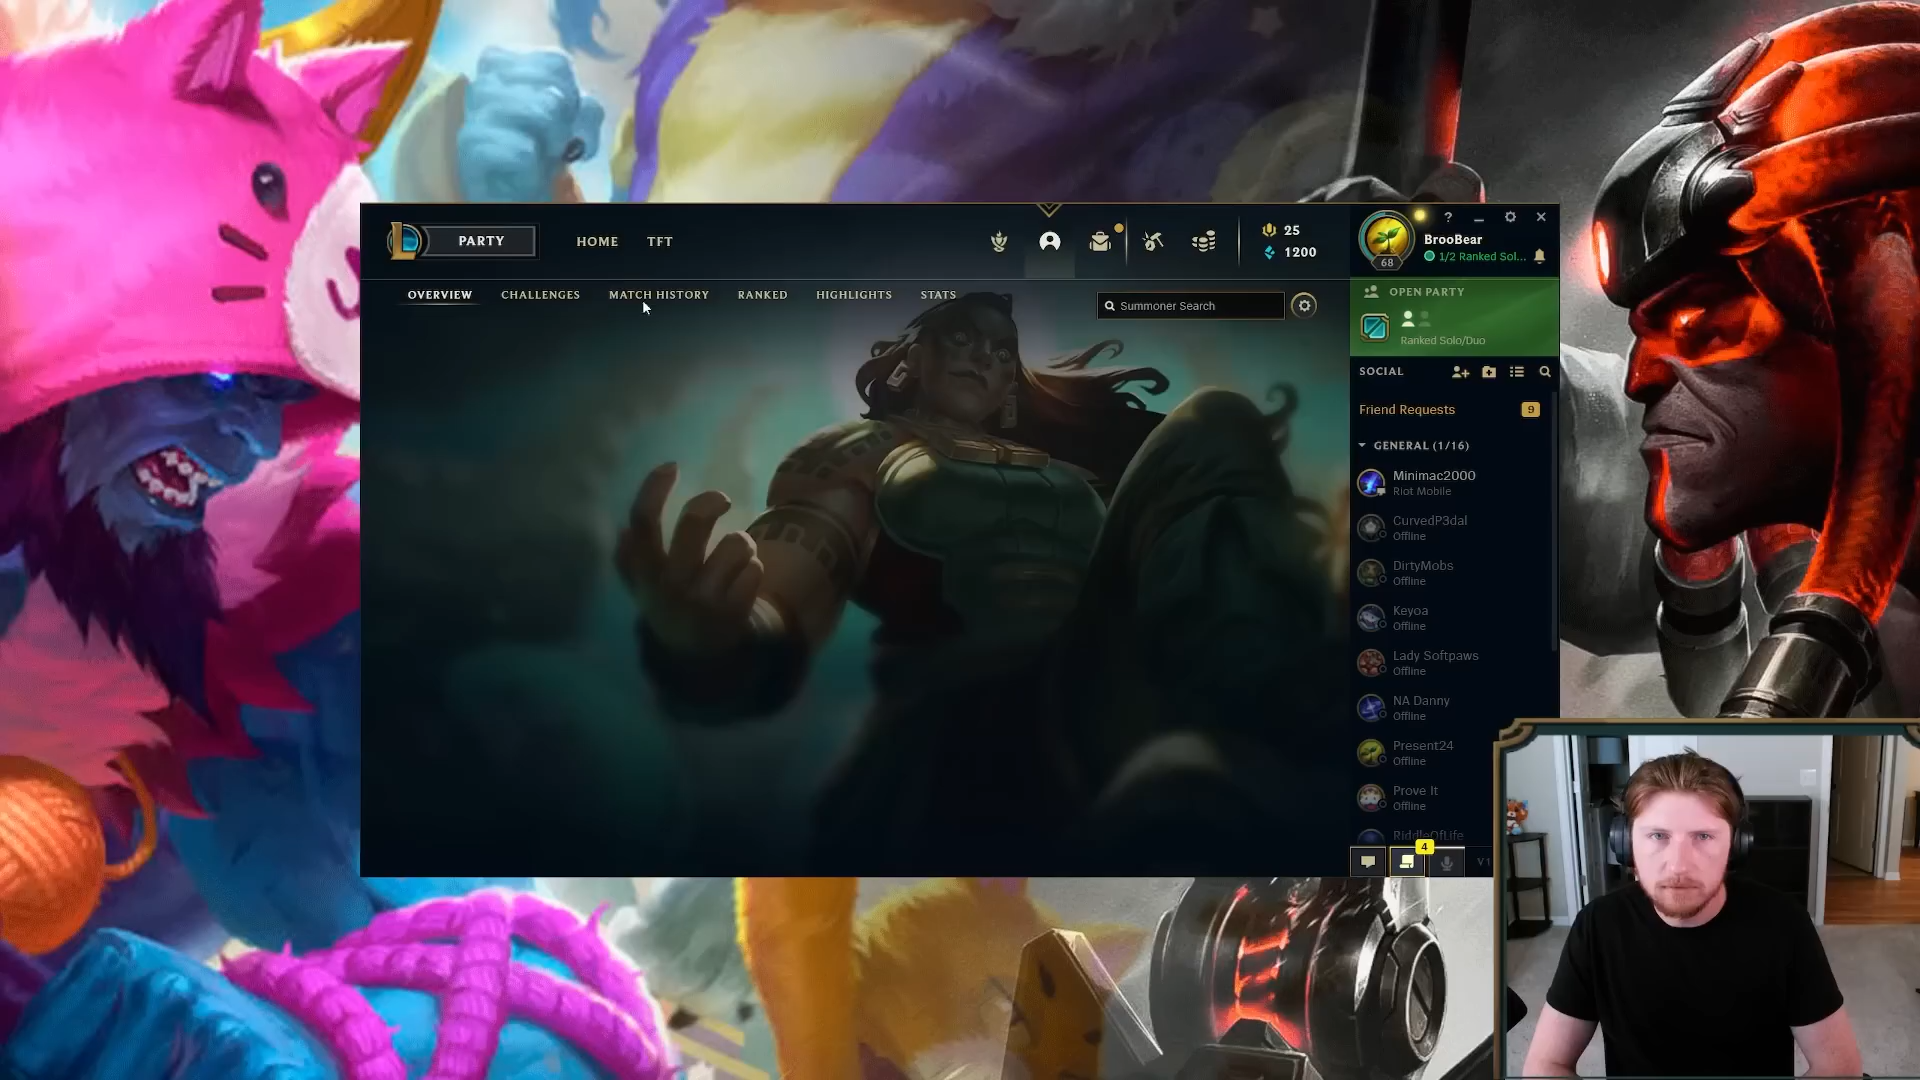 PARTY
HOME
TFT
25
1200
68
?
BrooBear
1/2 Ranked Sol...
OVERVIEW
CHALLENGES
MATCH HISTORY
RANKED
HIGHLIGHTS
STATS
Summoner Search
OPEN PARTY
Ranked Solo/Duo
SOCIAL
Friend Requests
9
GENERAL (1/16)
Minimac2000
Riot Mobile
CurvedP3dal
Offline
DirtyMobs
Offline
Keyoa
Offline
Lady Softpaws
Offline
NA Danny
Offline
Present24
Offline
Prove It
Offline
RiddleOfLife
4
V1